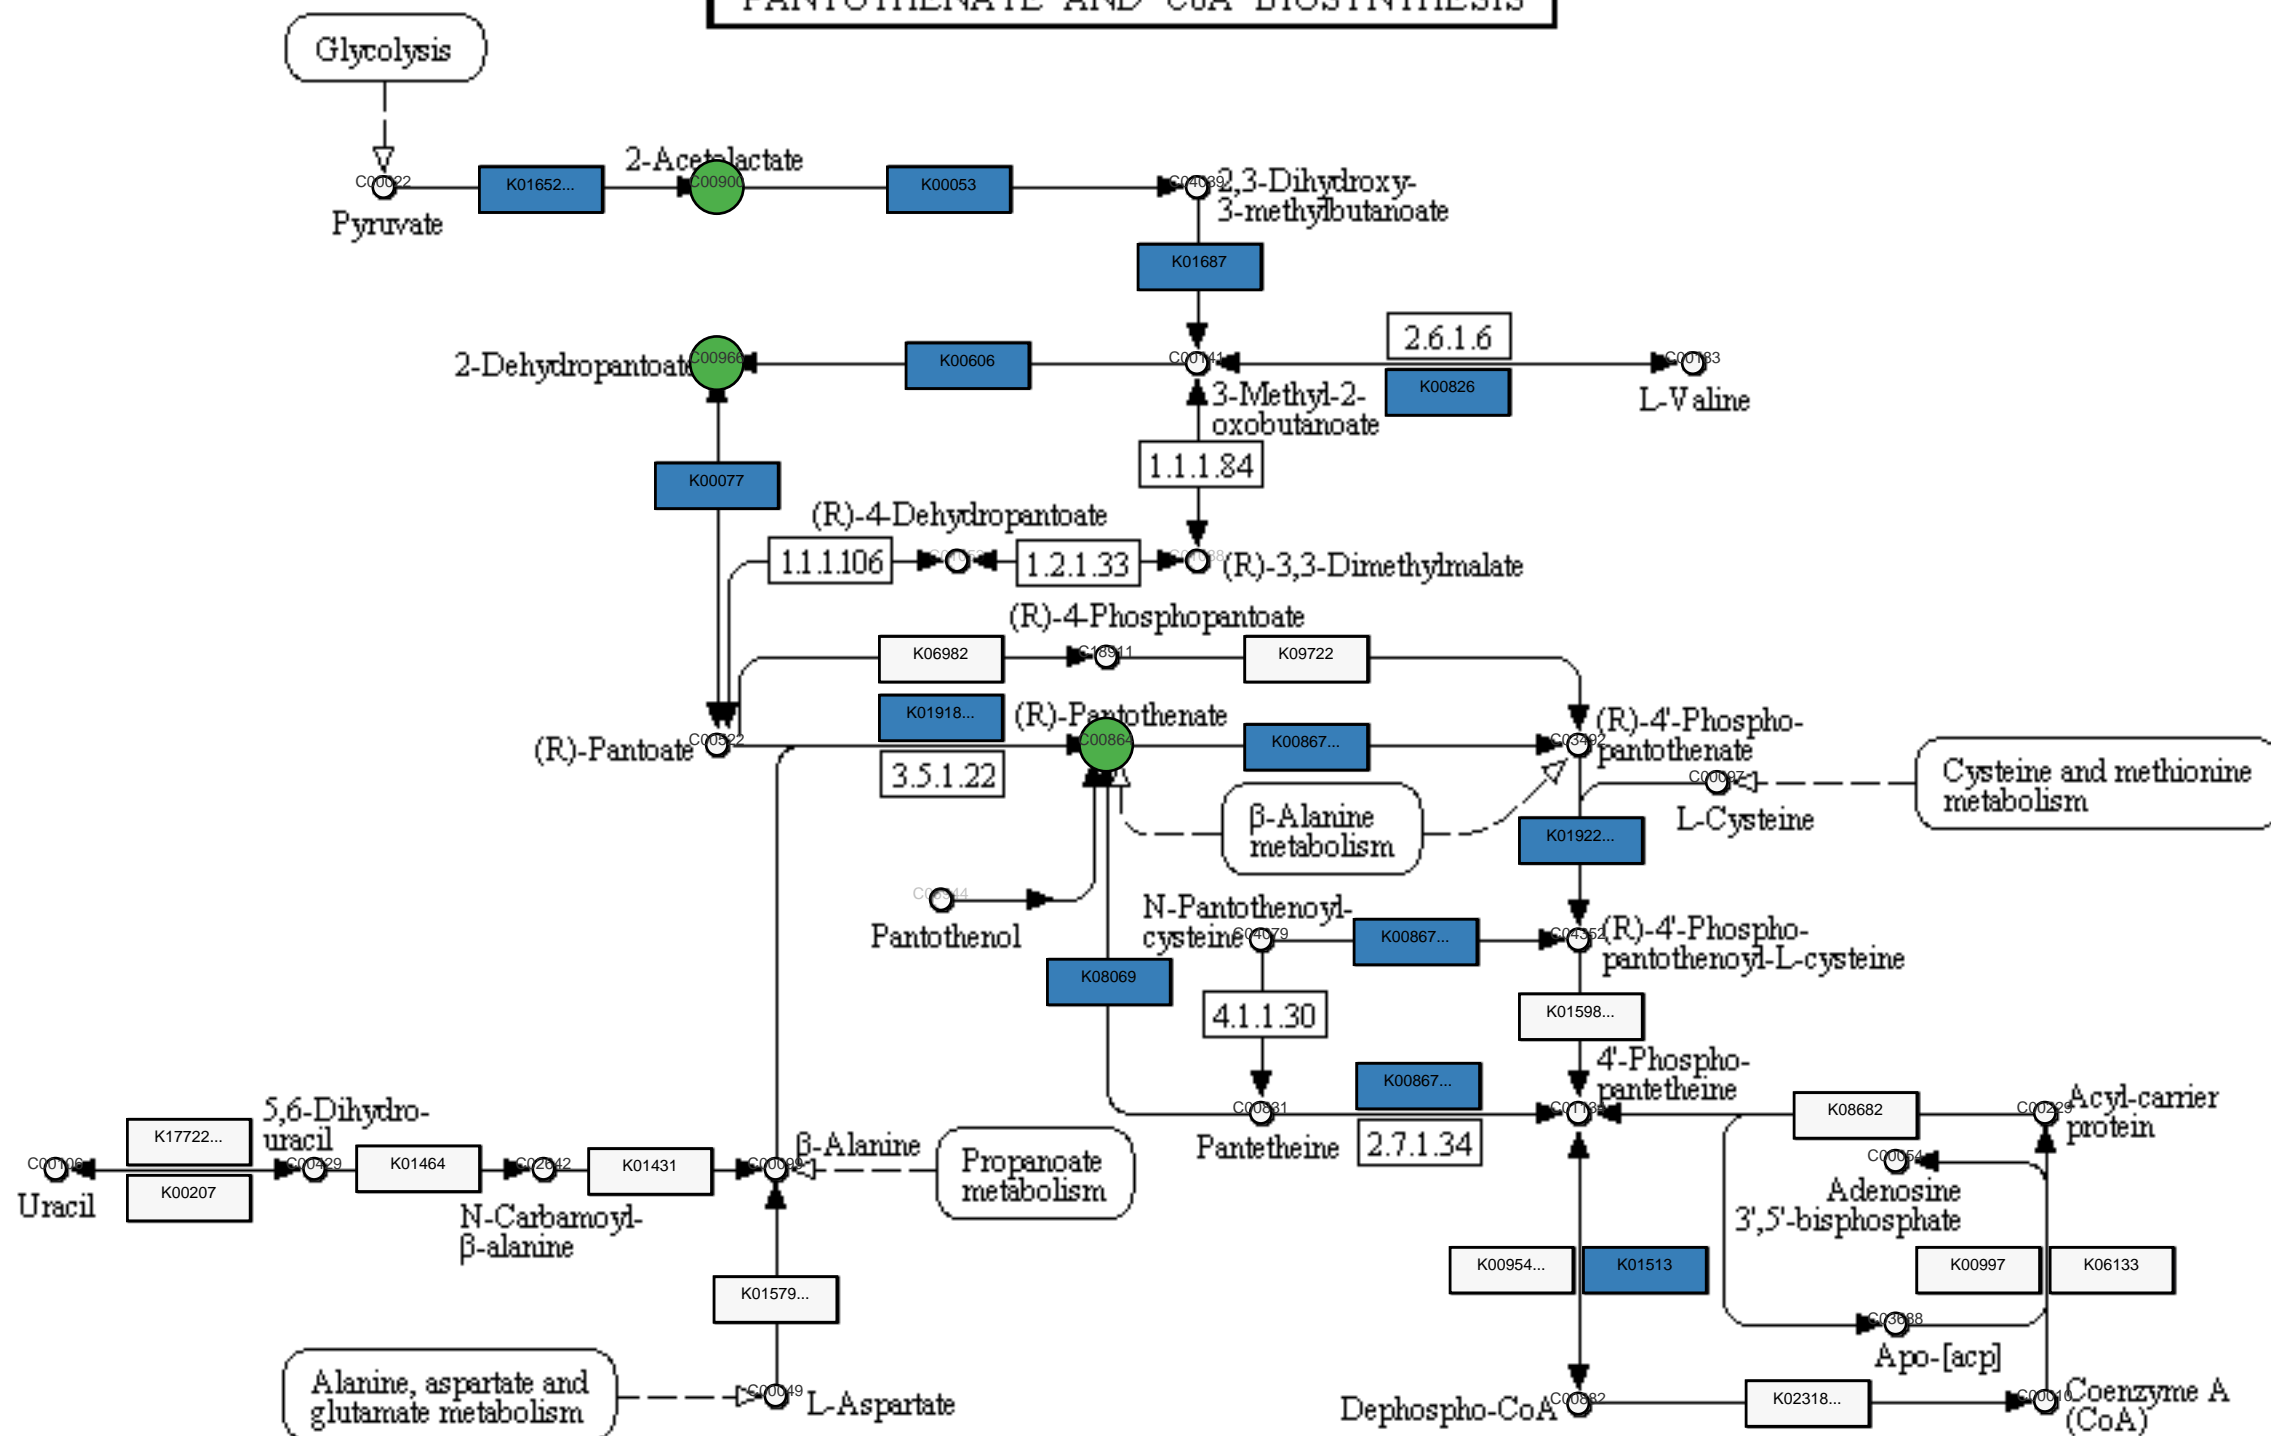 PANTOTHENATE AND CoA BIOSYNTHESIS
Glycolysis
2-Acetolactate
C00022
K01652...
C00900
K00053
C04039
2,3-Dihydroxy-
3-methylbutanoate
Pyruvate
K01687
2.6.1.6
2-Dehydropantoate
C00966
K00606
C00141
C00183
K00826
3-Methyl-2-
oxobutanoate
L-Valine
K00077
1.1.1.84
(R)-4-Dehydropantoate
1.1.1.106
1.2.1.33
(R)-3,3-Dimethylmalate
(R)-4-Phosphopantoate
K06982
C18911
K09722
K01918...
(R)-Pantothenate
(R)-4'-Phospho-
pantothenate
(R)-Pantoate
C00522
C00864
K00867...
C03492
3.5.1.22
C00097
Cysteine and methionine
metabolism
β-Alanine
metabolism
L-Cysteine
K01922...
Pantothenol
N-Pantothenoyl-
cysteine
C04079
K00867...
C04352
(R)-4'-Phospho-
pantothenoyl-L-cysteine
K08069
4.1.1.30
K01598...
4'-Phospho-
pantetheine
K00867...
C00831
K08682
C00229
Acyl-carrier
protein
Pantetheine
2.7.1.34
5,6-Dihydro-
uracil
K17722...
C00106
C00429
K01464
C02642
K01431
C00099
β-Alanine
Propanoate
metabolism
K00207
Uracil
N-Carbamoyl-
β-alanine
C00054
Adenosine
3',5'-bisphosphate
K01579...
K00954...
K01513
K00997
K06133
C03688
Apo-[acp]
Alanine, aspartate and
glutamate metabolism
C00049
L-Aspartate
Dephospho-CoA
C00882
K02318...
C00010
Coenzyme A
(CoA)